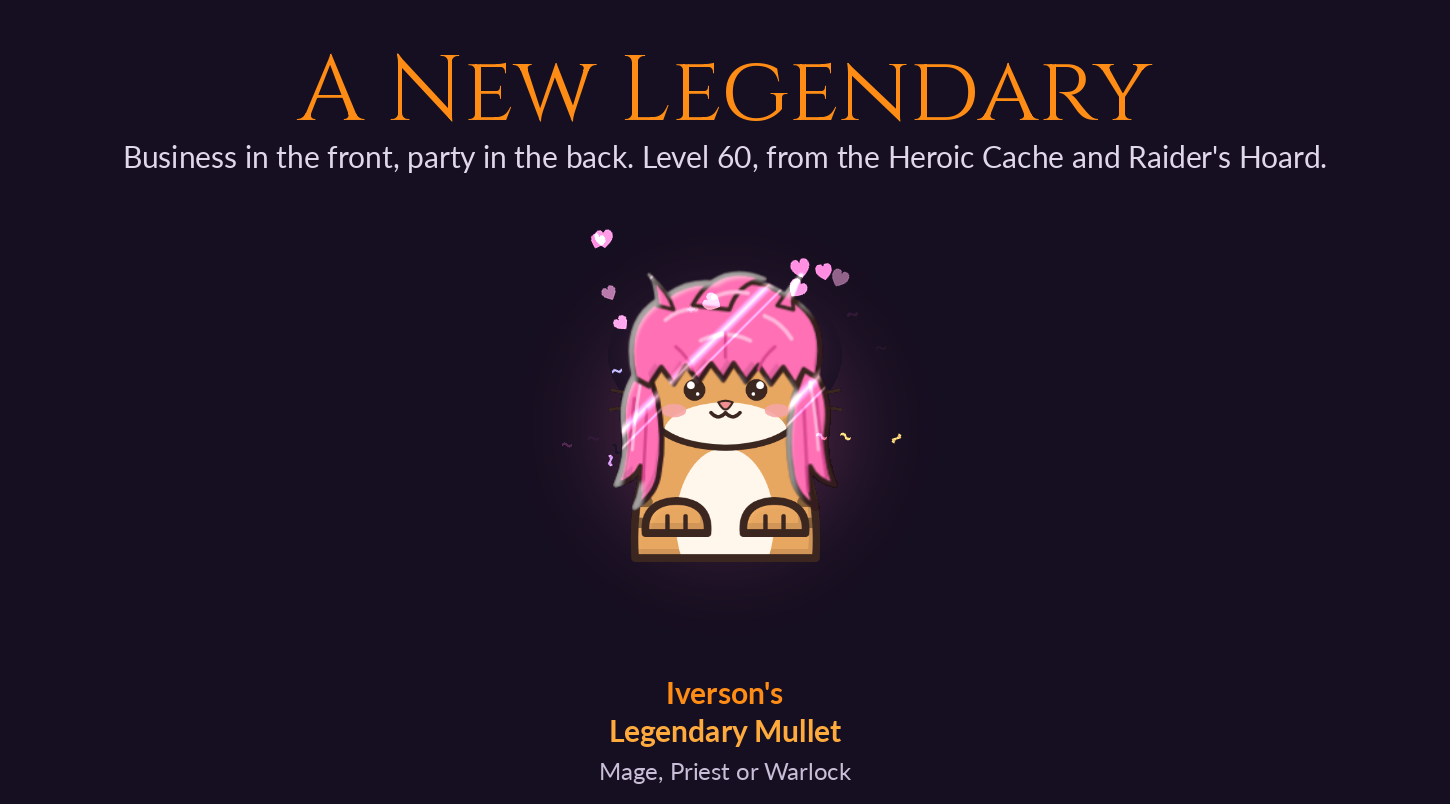 A New Legendary
Business in the front, party in the back. Level 60, from the Heroic Cache and Raider's Hoard.
Iverson's
Legendary Mullet
Mage, Priest or Warlock